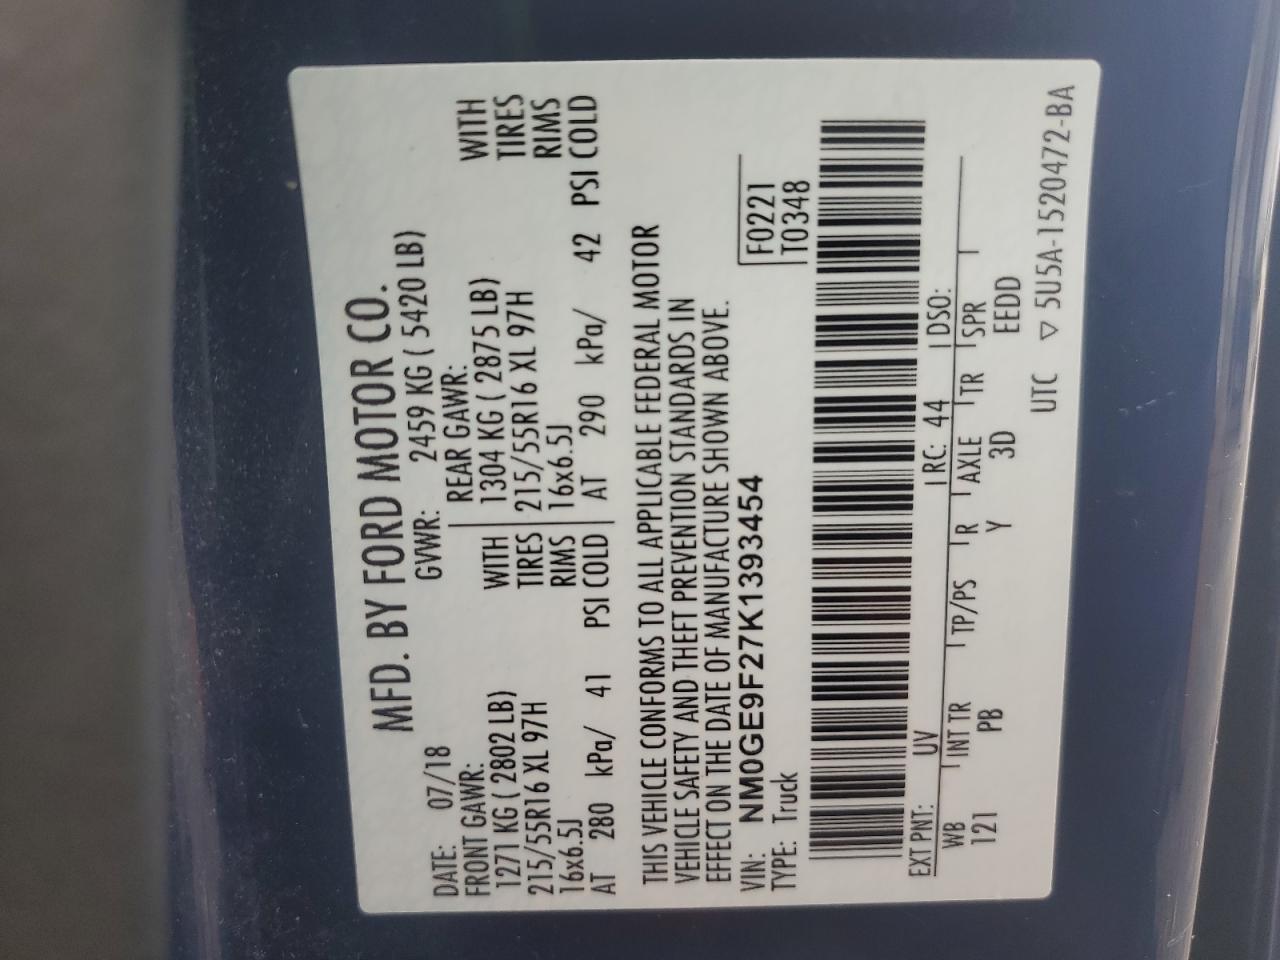 MFD. BY FORD MOTOR CO.
DATE: 07/18 GVWR: 2459 KG ( 5420 LB)
FRONT GAWR: REAR GAWR:
1271 KG ( 2802 LB) WITH 1304 KG ( 2875 LB) WITH
215/55R16 XL 97H TIRES 215/55R16 XL 97H TIRES
16x6.5J RIMS 16x6.5J RIMS
AT 280 kPa/ 41 PSI COLD AT 290 kPa/ 42 PSI COLD
THIS VEHICLE CONFORMS TO ALL APPLICABLE FEDERAL MOTOR
VEHICLE SAFETY AND THEFT PREVENTION STANDARDS IN
EFFECT ON THE DATE OF MANUFACTURE SHOWN ABOVE.
VIN: NM0GE9F27K1393454 F0221
TYPE: Truck T0348
EXT PNT: UV RC: 44 DSO:
WB INT TR TP/PS R AXLE TR SPR
121 PB Y 3D EEDD
UTC ▽ 5U5A-1520472-BA